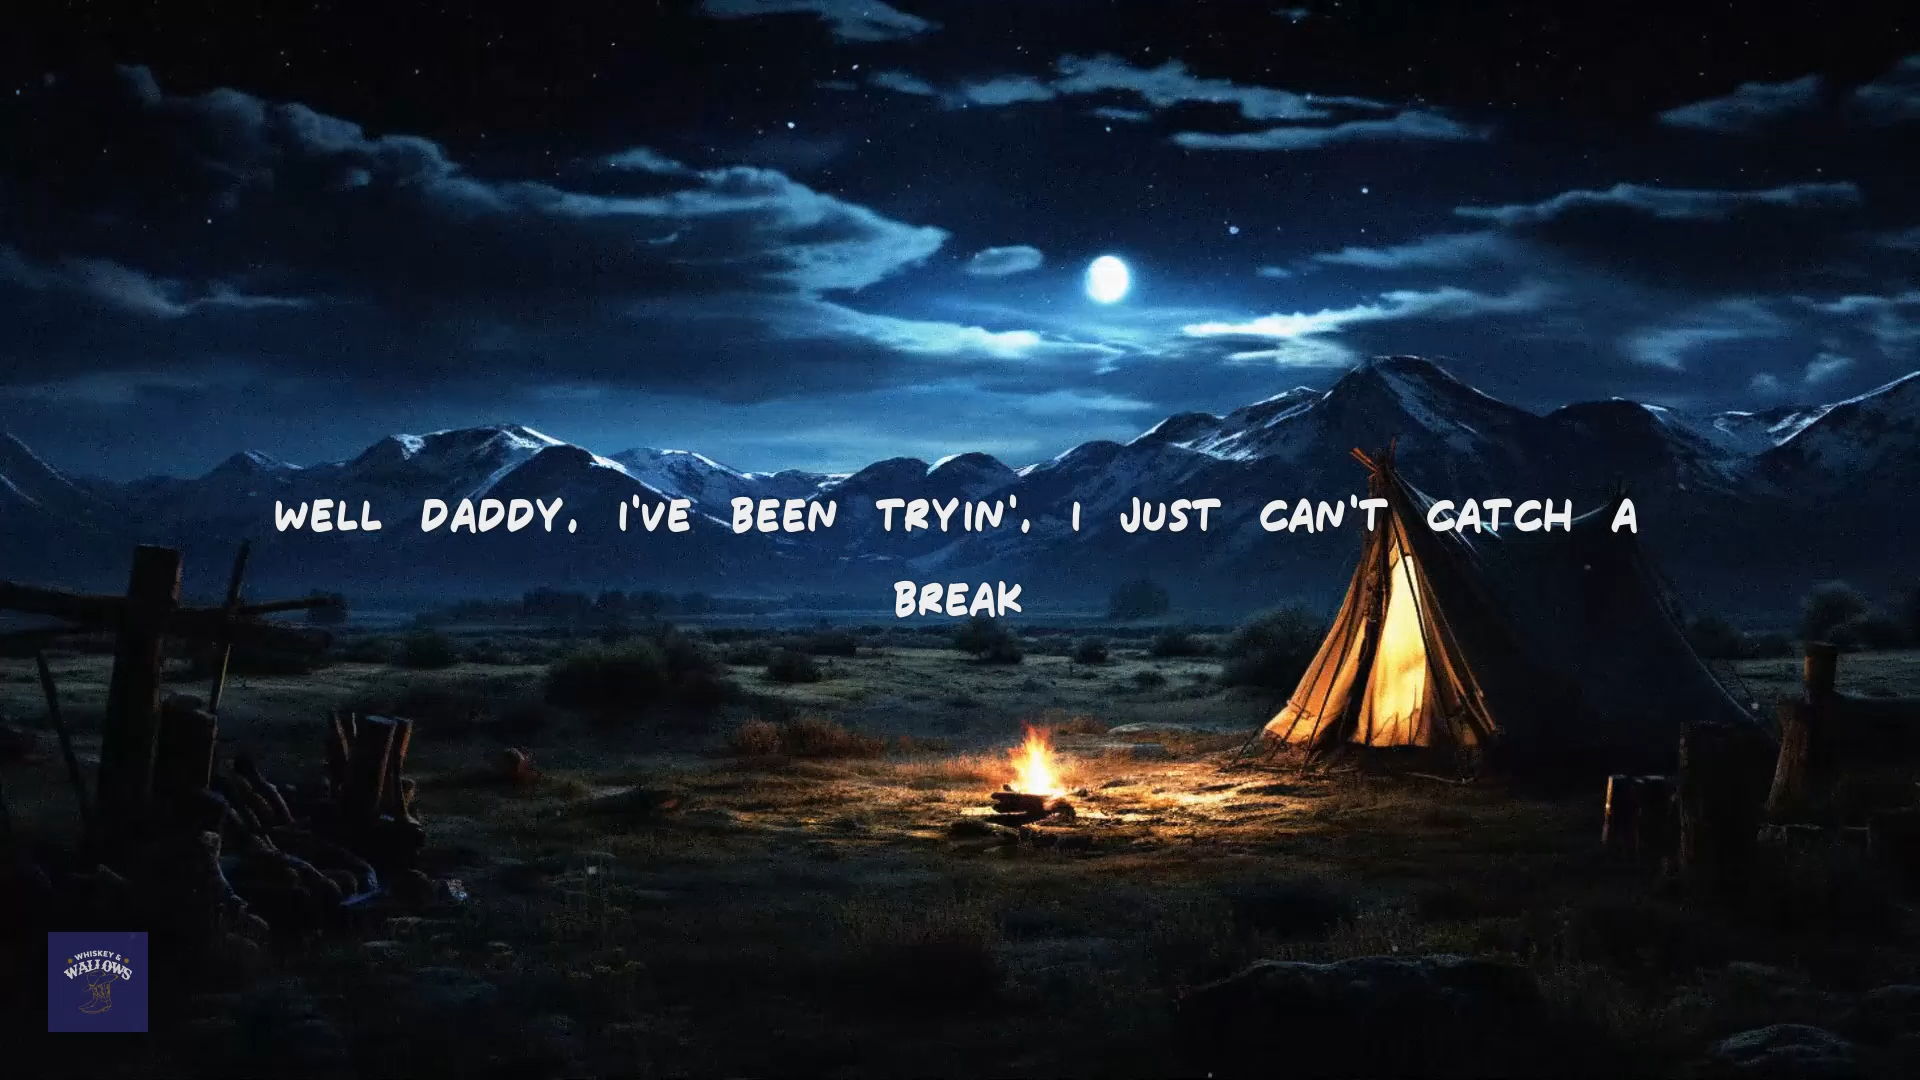 WELL DADDY, I'VE BEEN TRYIN', I JUST CAN'T CATCH A
BREAK
WHISKEY &
WALLOWS